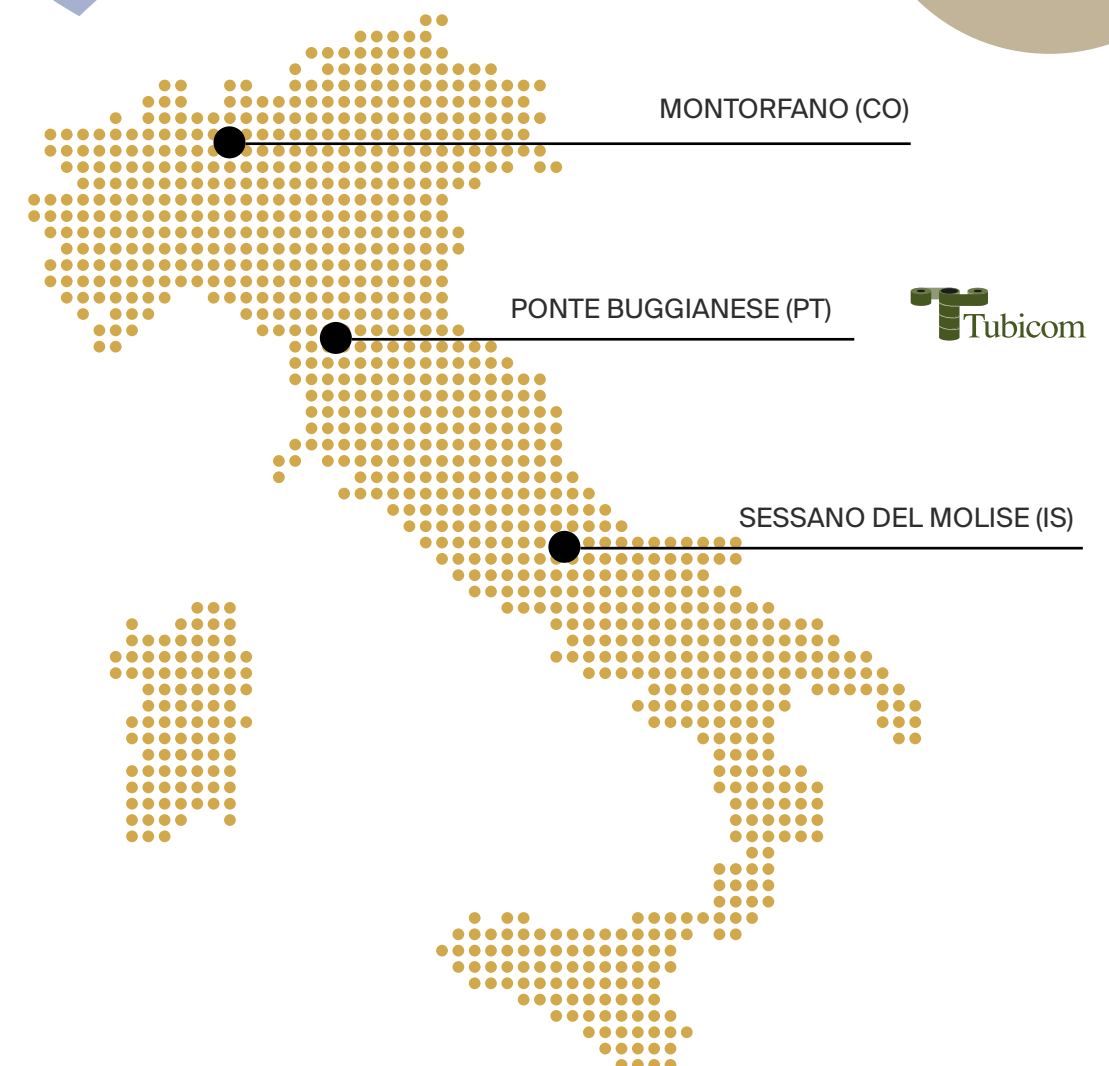 MONTORFANO (CO)
PONTE BUGGIANESE (PT)
Tubicom
SESSANO DEL MOLISE (IS)